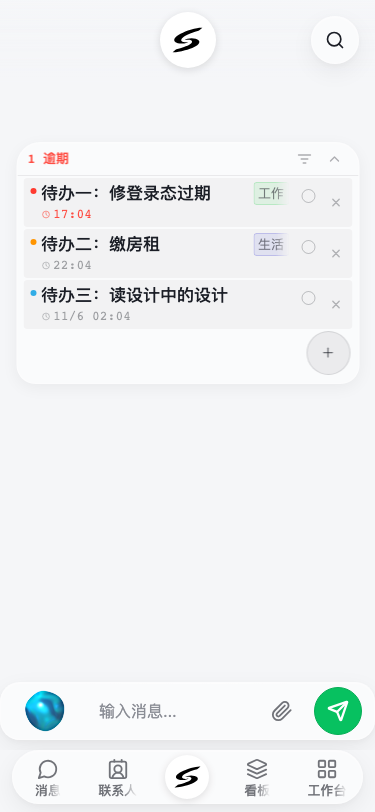 1 逾期
待办一：修登录态过期 工作
17:04
待办二：缴房租 生活
22:04
待办三：读设计中的设计
11/6 02:04
输入消息...
消息 联系人 看板 工作台